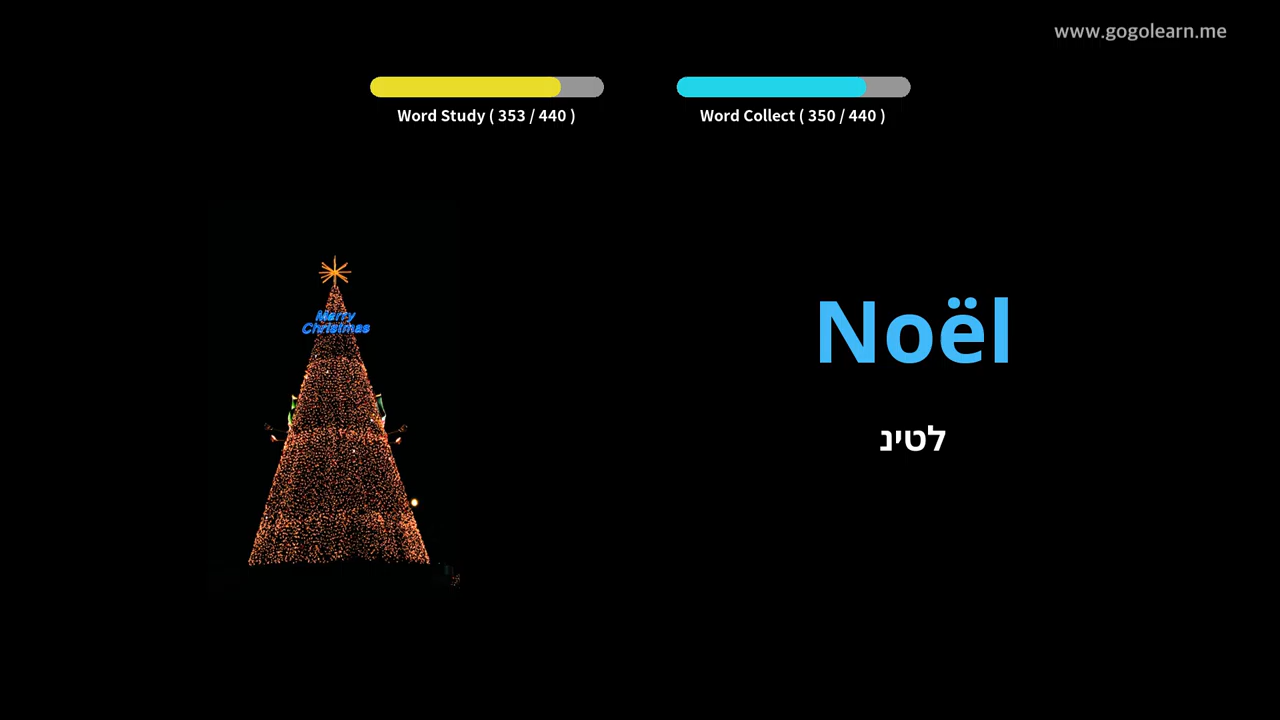 www.gogolearn.me
Word Study ( 353 / 440 )
Word Collect ( 350 / 440 )
Merry
Christmas
Noël
לטינ